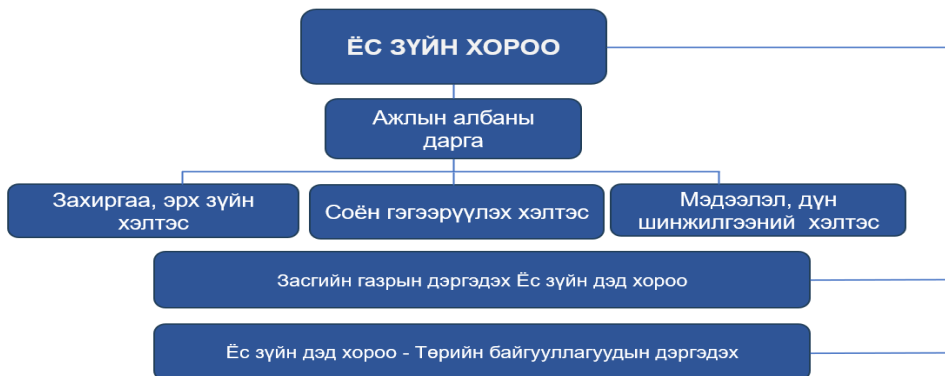 ЁС ЗҮЙН ХОРОО
Ажлын албаны
дарга
Захиргаа, эрх зүйн
хэлтэс
Соён гэгээрүүлэх хэлтэс
Мэдээлэл, дүн
шинжилгээний хэлтэс
Засгийн газрын дэргэдэх Ёс зүйн дэд хороо
Ёс зүйн дэд хороо - Төрийн байгууллагуудын дэргэдэх